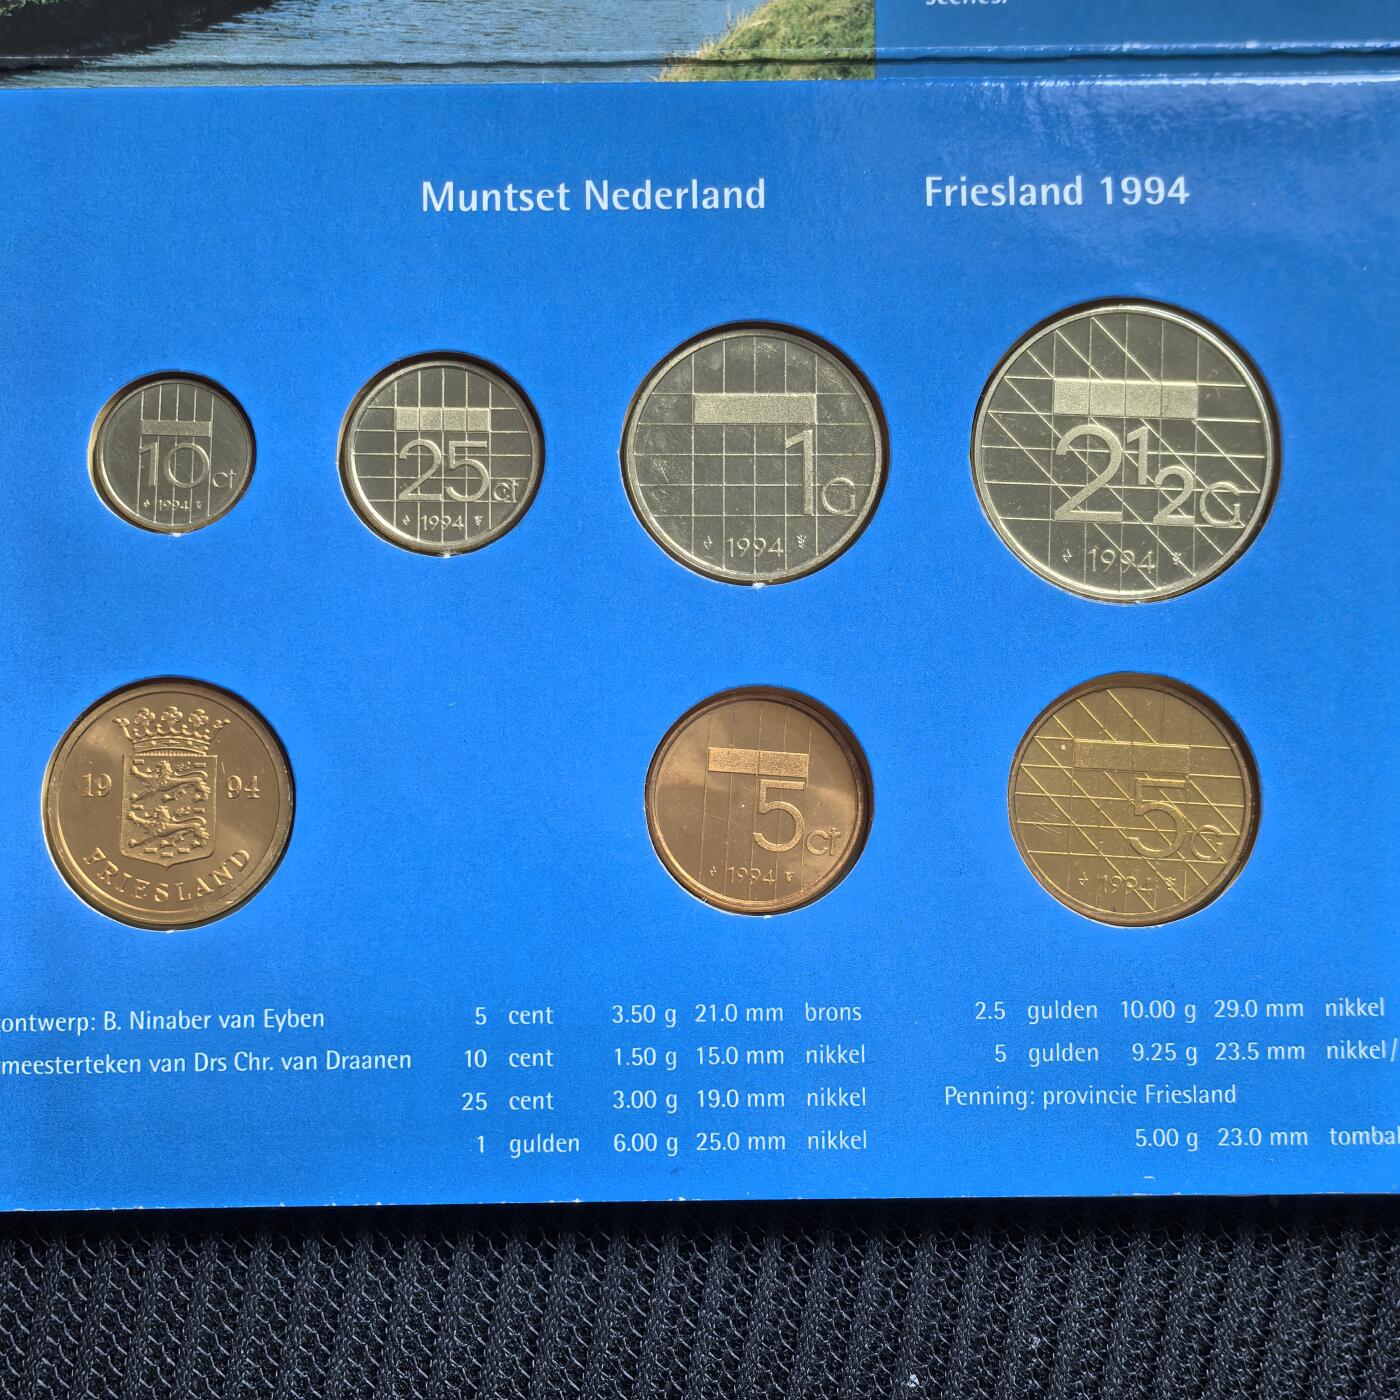 scenes.
Muntset Nederland Friesland 1994
10 ct
1994
25 ct
1994
1 G
1994
2 1/2 G
1994
19 94
FRIESLAND
5 ct
1994
5 G
1994
ontwerp: B. Ninaber van Eyben
meesterteken van Drs Chr. van Draanen
5 cent 3.50 g 21.0 mm brons
10 cent 1.50 g 15.0 mm nikkel
25 cent 3.00 g 19.0 mm nikkel
1 gulden 6.00 g 25.0 mm nikkel
2.5 gulden 10.00 g 29.0 mm nikkel
5 gulden 9.25 g 23.5 mm nikkel/
Penning: provincie Friesland
5.00 g 23.0 mm tombak